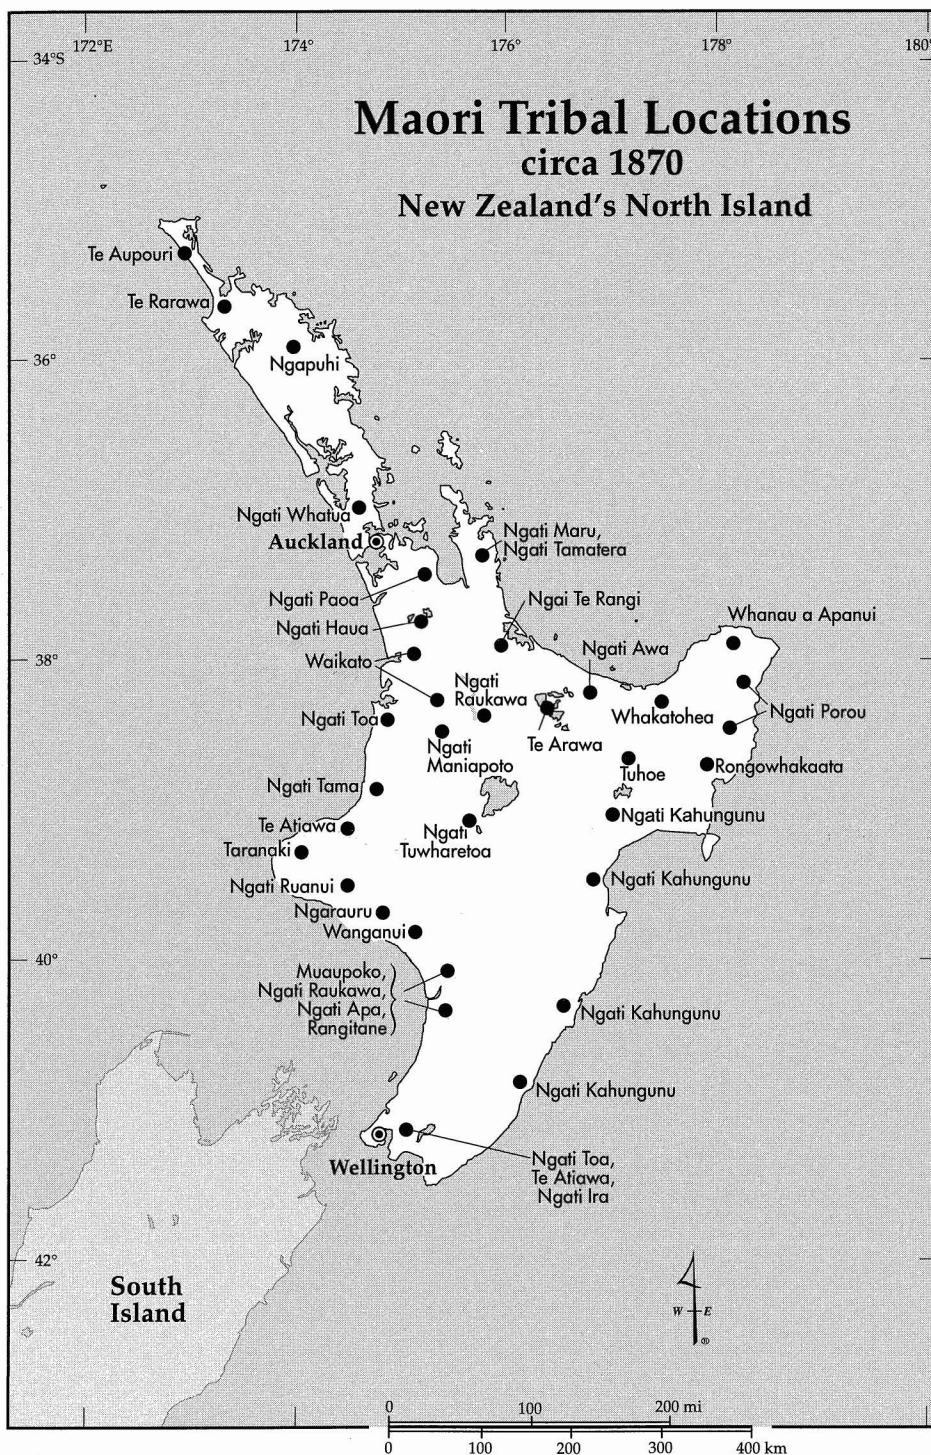 172°E 174° 176° 178° 180°
34°S
Maori Tribal Locations
circa 1870
New Zealand's North Island
Te Aupouri
Te Rarawa
36°
Ngapuhi
Ngati Whatua
Auckland
Ngati Maru,
Ngati Tamatera
Ngati Paoa
Ngai Te Rangi
Ngati Haua
Whanau a Apanui
Ngati Awa
38°
Waikato
Ngati
Raukawa
Ngati Toa
Whakatohea
Ngati Porou
Te Arawa
Ngati
Maniapoto
Tuhoe
Rongowhakaata
Ngati Tama
Ngati Kahungunu
Te Atiawa
Ngati
Tuwharetoa
Taranaki
Ngati Ruanui
Ngati Kahungunu
Ngarauru
Wanganui
40°
Muaupoko,
Ngati Raukawa,
Ngati Apa,
Rangitane
Ngati Kahungunu
Ngati Kahungunu
Wellington
Ngati Toa,
Te Atiawa,
Ngati Ira
42°
South
Island
W E
®
0 100 200 mi
0 100 200 300 400 km